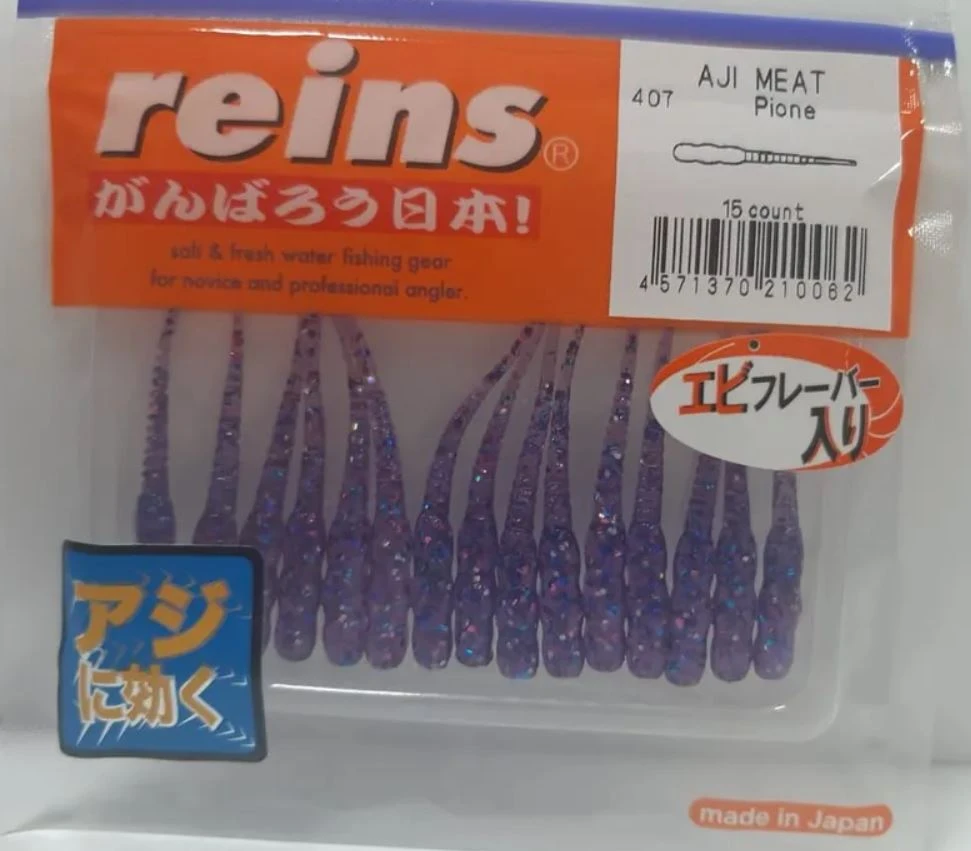 reins®
がんばろう日本!
salt & fresh water fishing gear
for novice and professional angler.
AJI MEAT
407 Pione
15 count
4 571370 210062
エビフレーバー
入り
アジ
に効く
made in Japan